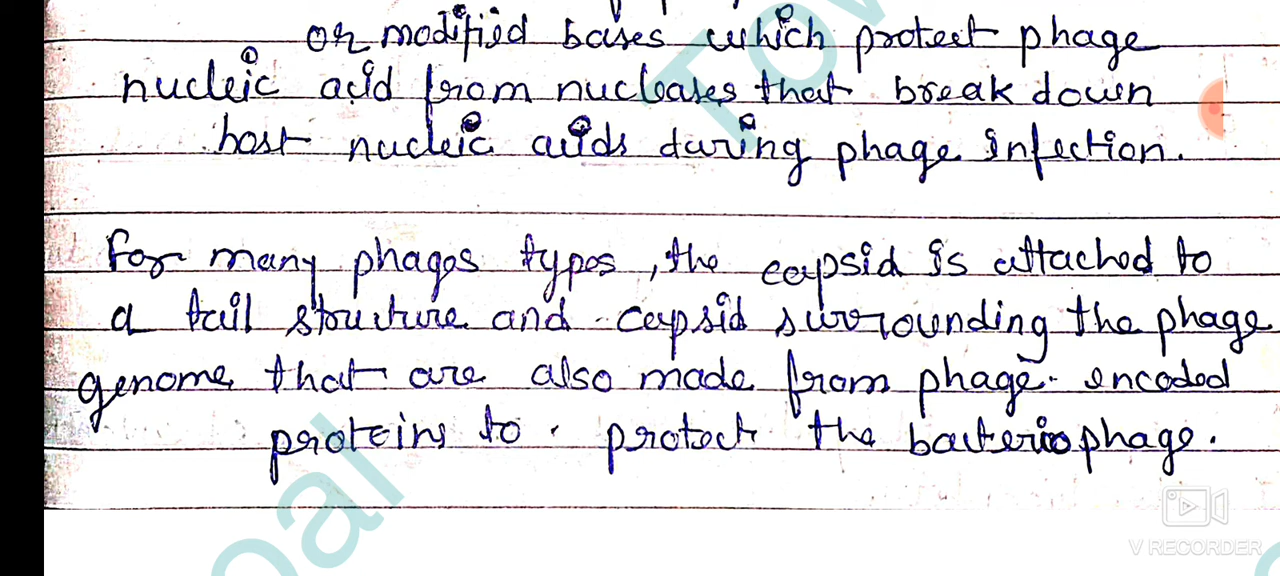 or modified bases which protect phage
nucleic acid from nucleases that break down
host nucleic acids during phage infection.
For many phages types, the capsid is attached to
a tail structure and capsid surrounding the phage
genome that are also made from phage encoded
proteins to protect the bacteriophage.
V RECORDER